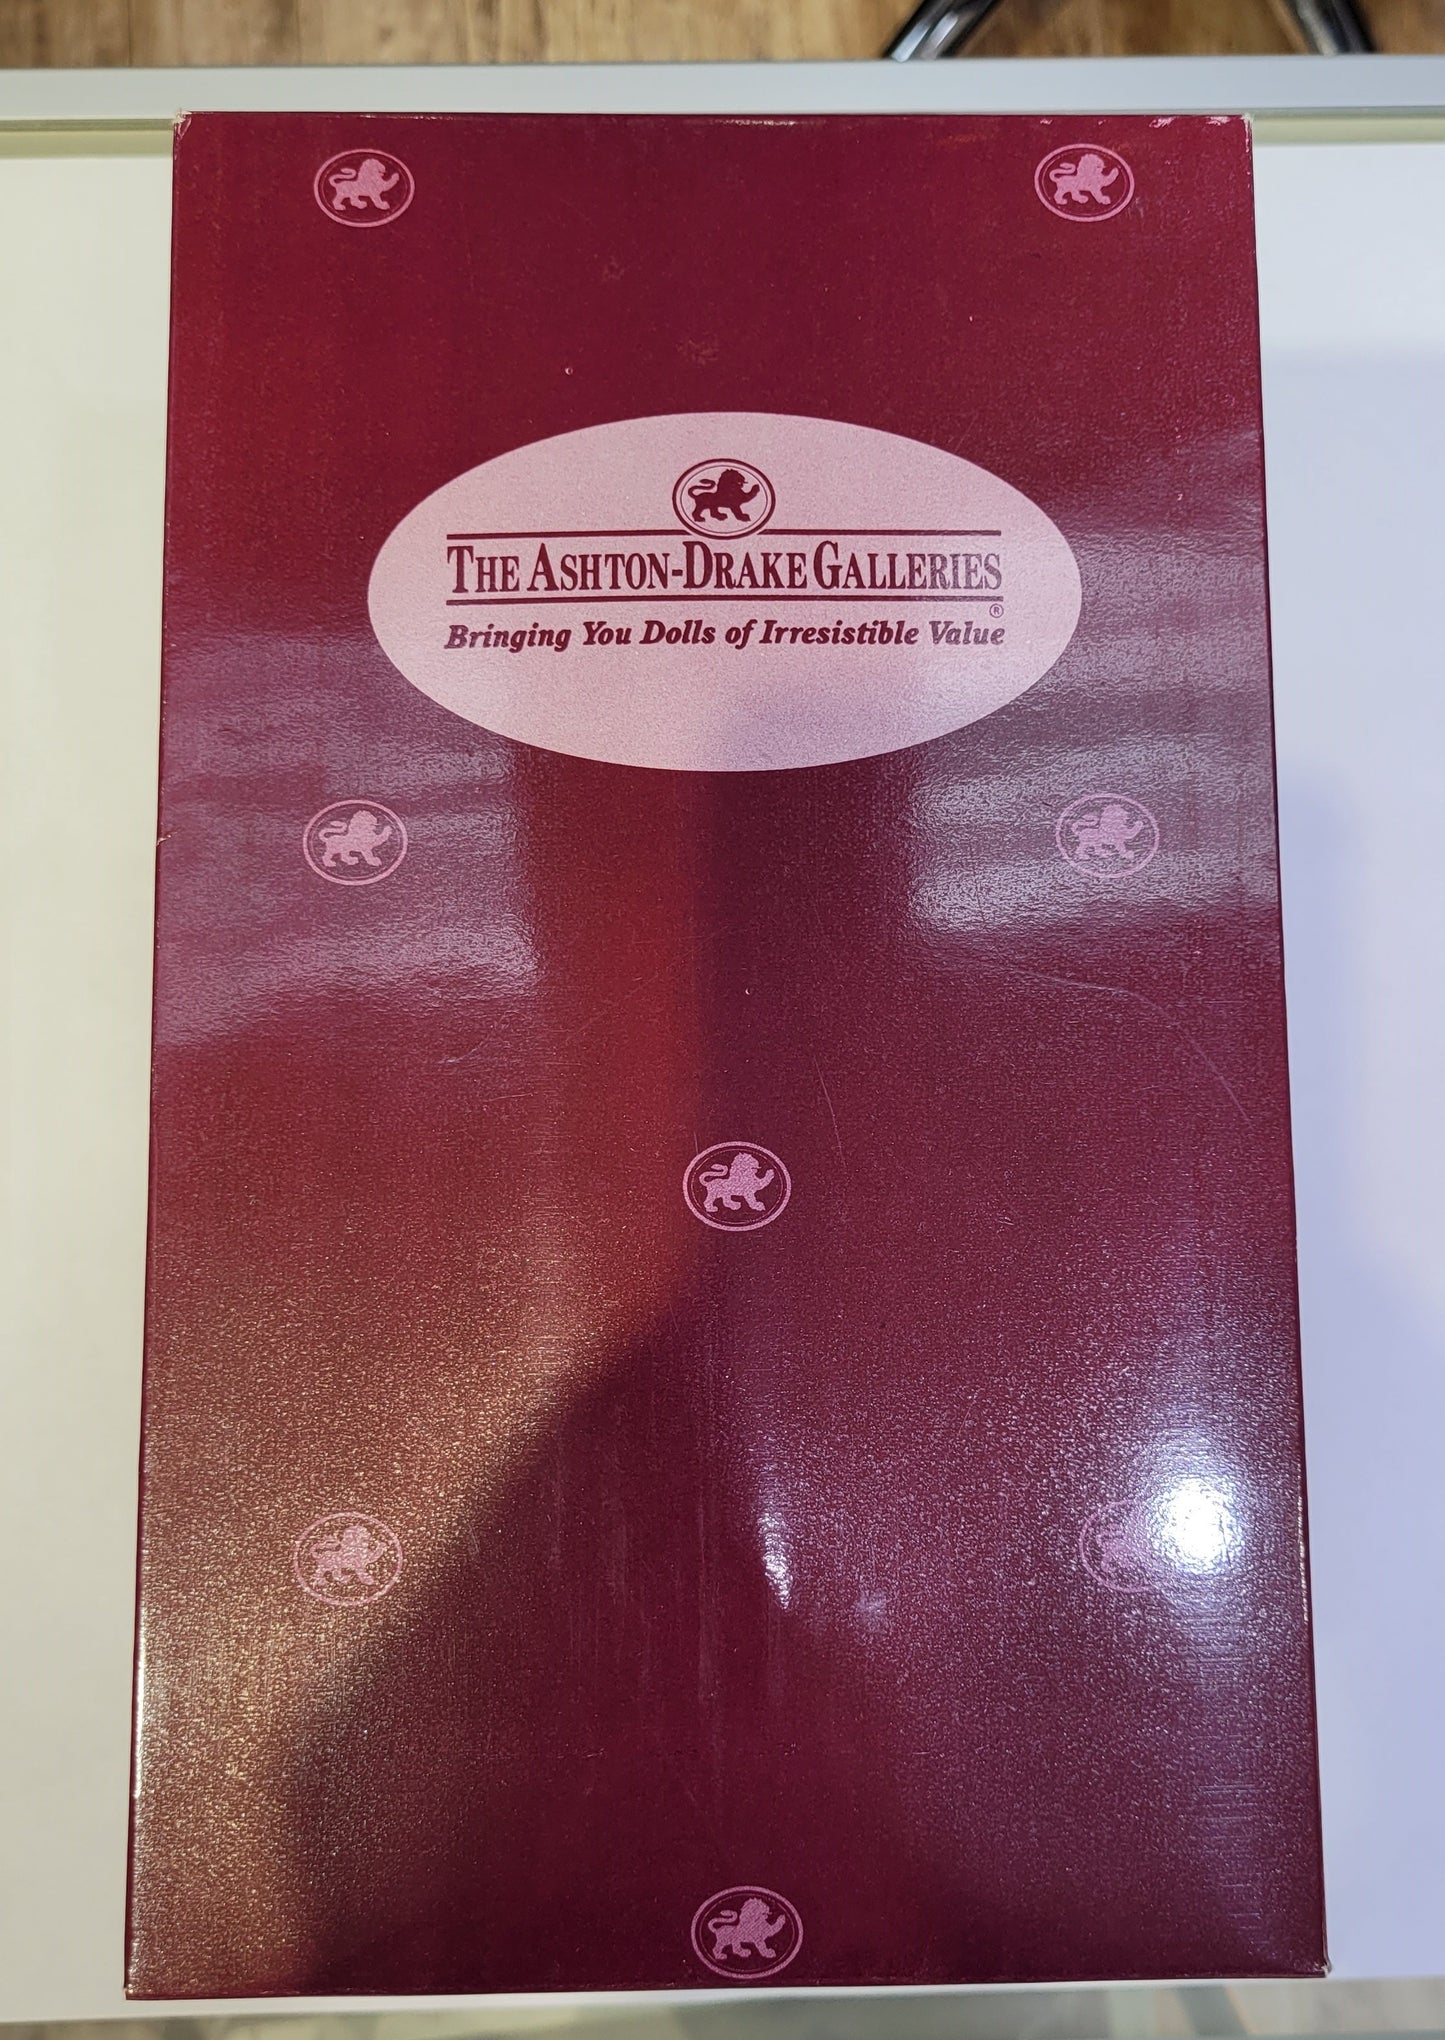 THE ASHTON-DRAKE GALLERIES
®
Bringing You Dolls of Irresistible Value